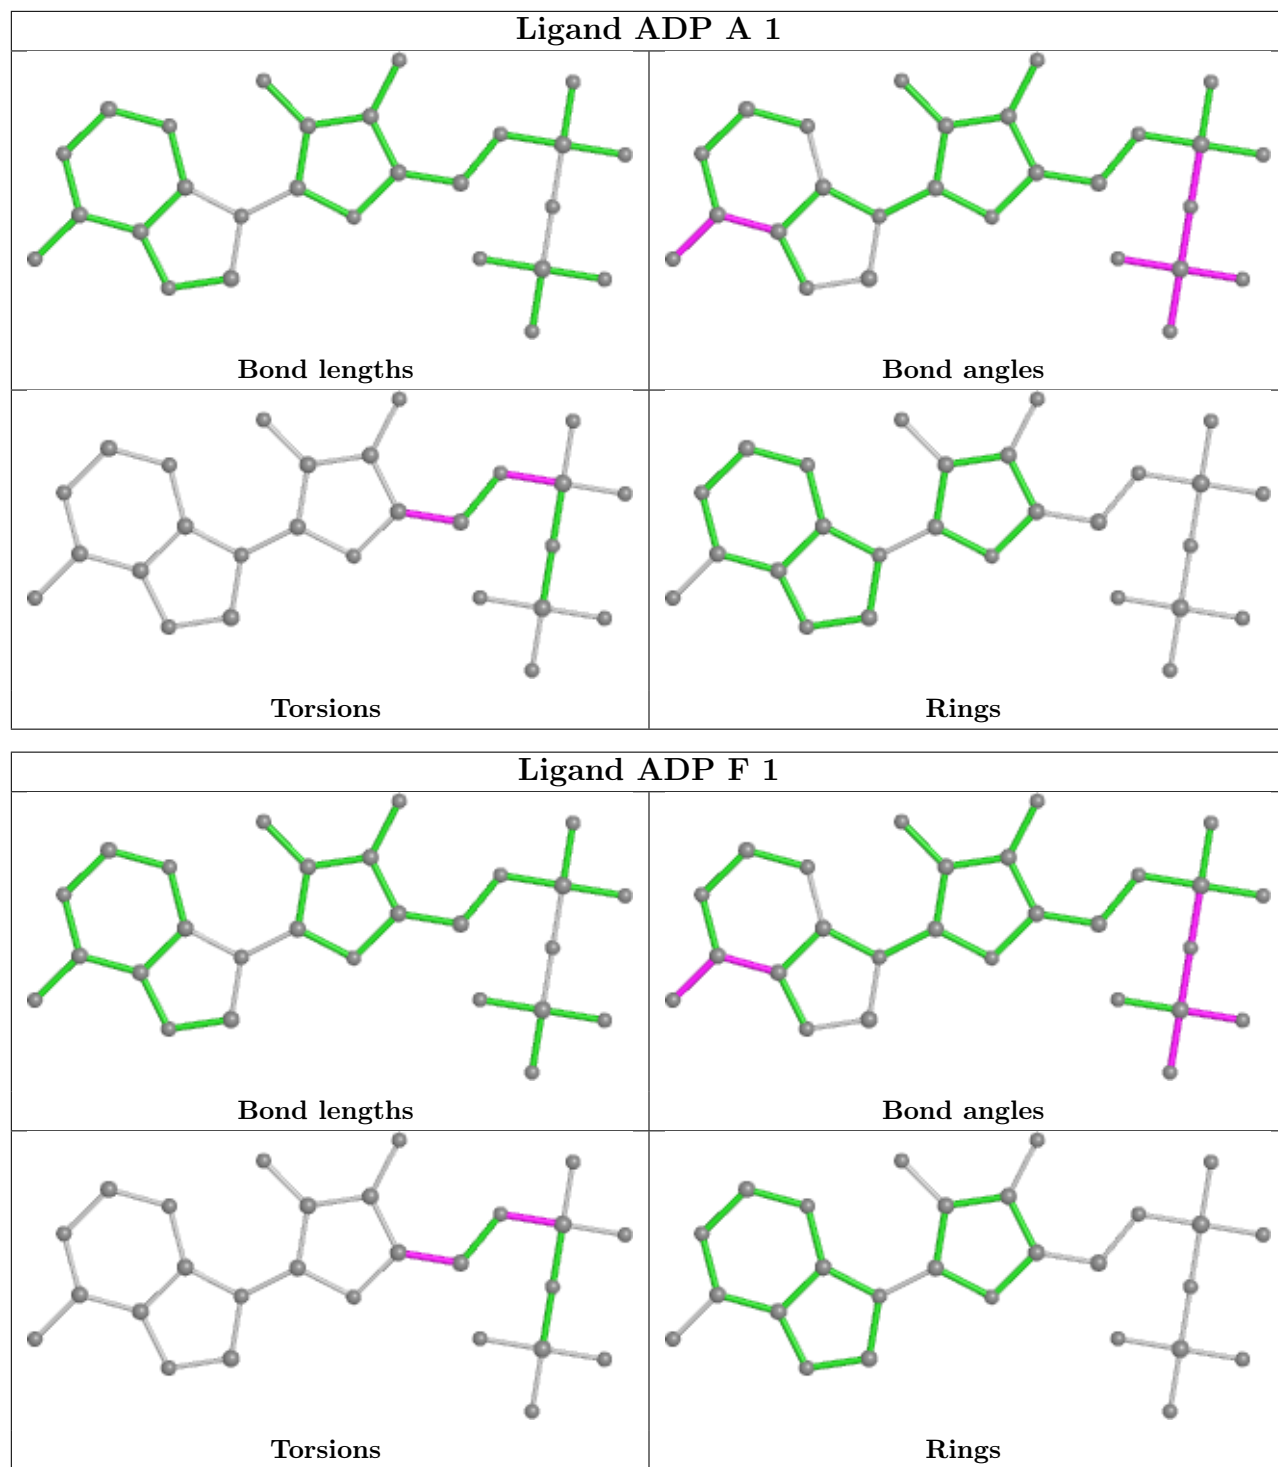 Ligand ADP A 1
Bond lengths
Bond angles
Torsions
Rings
Ligand ADP F 1
Bond lengths
Bond angles
Torsions
Rings